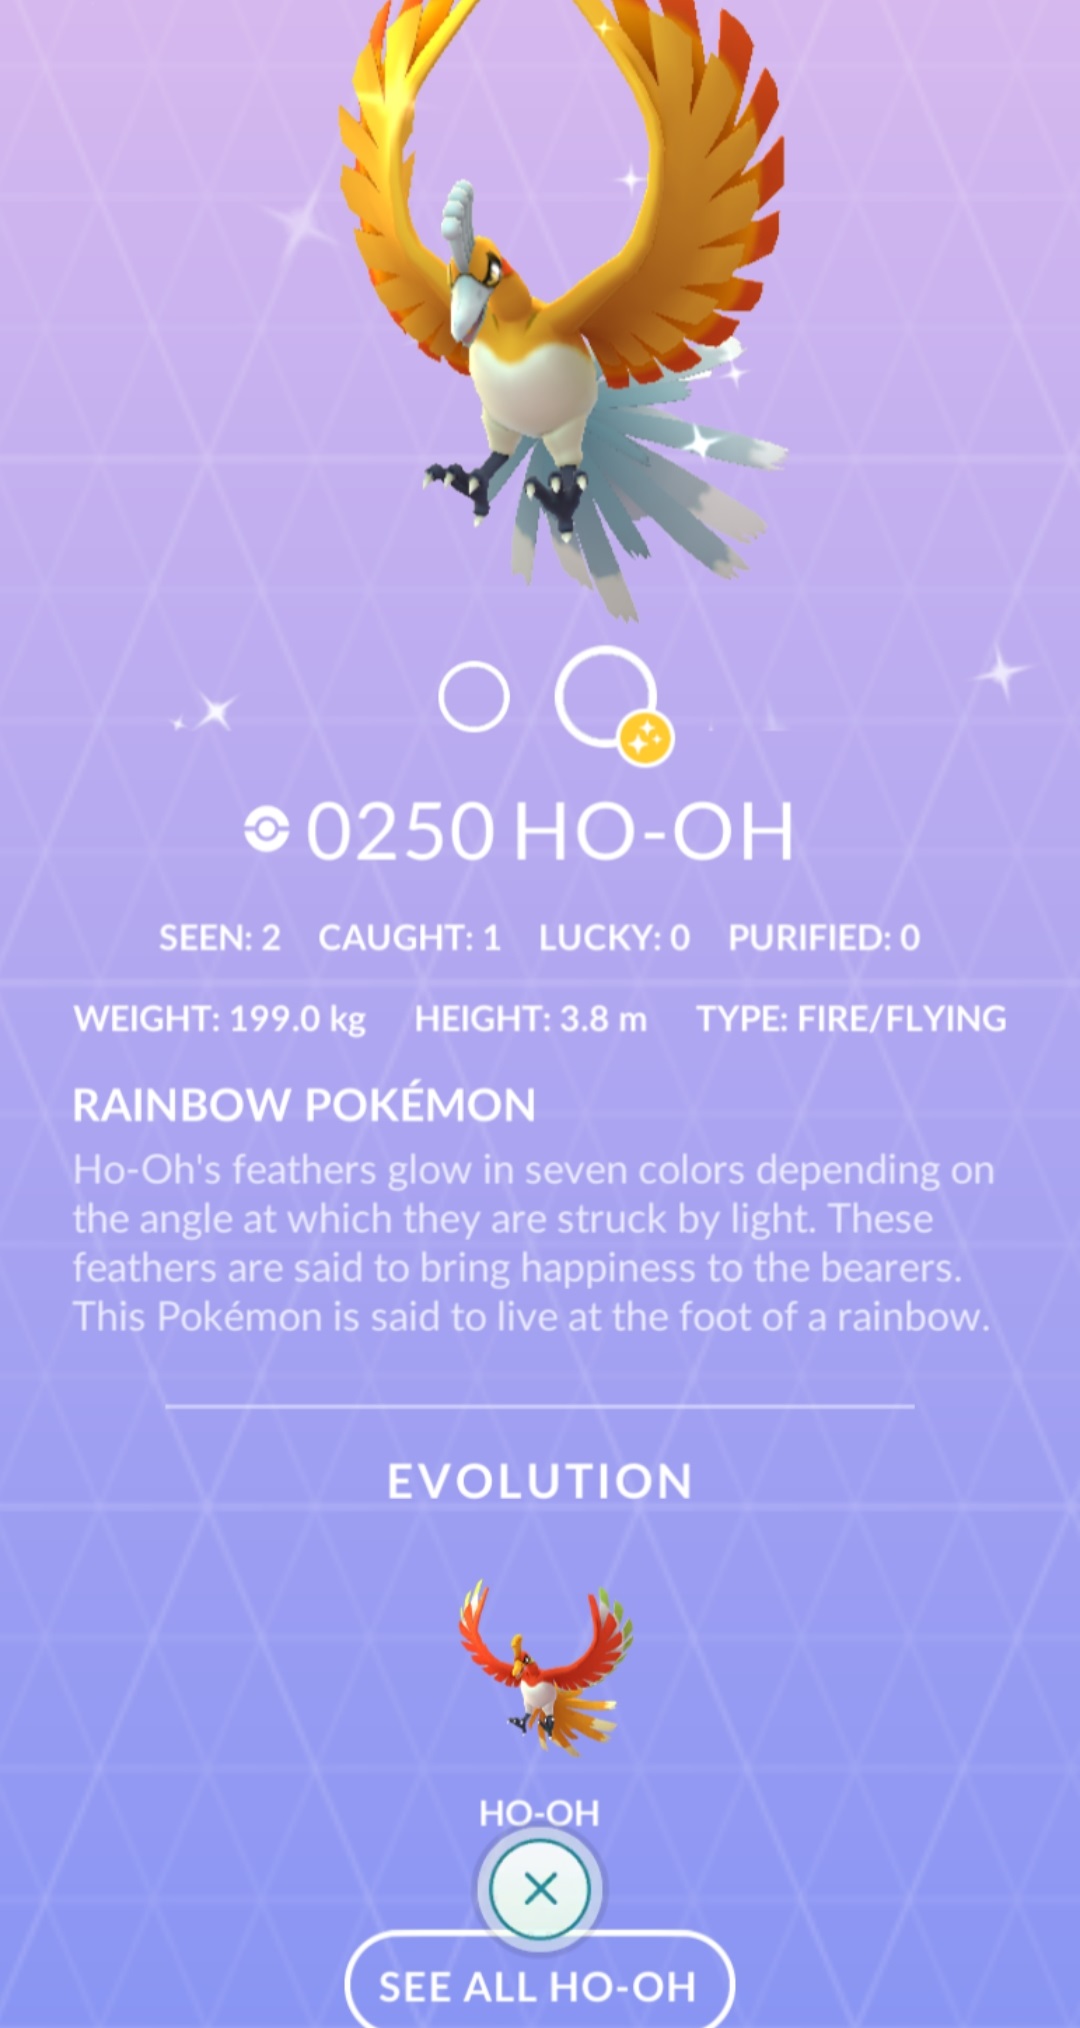 0250 HO-OH
SEEN: 2 CAUGHT: 1 LUCKY: 0 PURIFIED: 0
WEIGHT: 199.0 kg HEIGHT: 3.8 m TYPE: FIRE/FLYING
RAINBOW POKÉMON
Ho-Oh's feathers glow in seven colors depending on
the angle at which they are struck by light. These
feathers are said to bring happiness to the bearers.
This Pokémon is said to live at the foot of a rainbow.
EVOLUTION
HO-OH
SEE ALL HO-OH